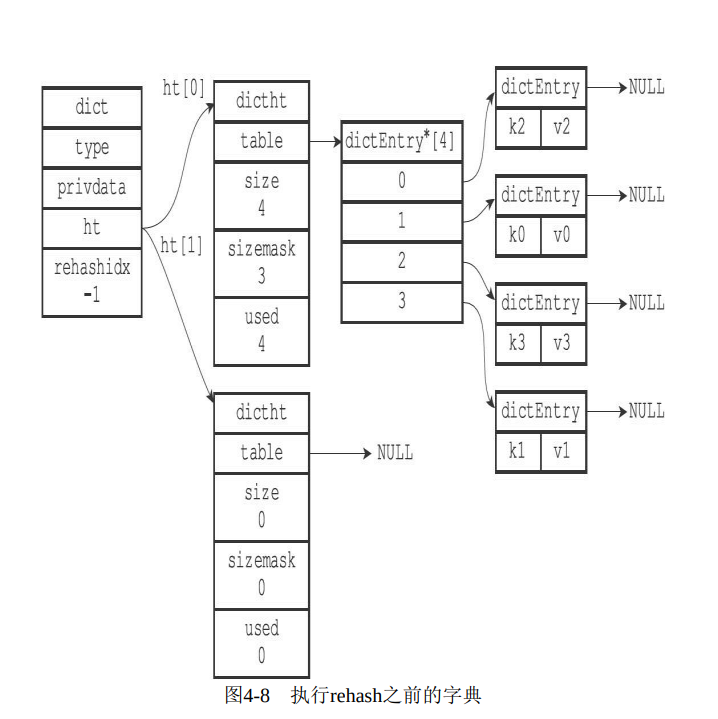 dict
type
privdata
ht
rehashidx
-1
ht[0]
ht[1]
dictht
table
size
4
sizemask
3
used
4
dictht
table
size
0
sizemask
0
used
0
NULL
dictEntry*[4]
0
1
2
3
dictEntry
k2 v2
NULL
dictEntry
k0 v0
NULL
dictEntry
k3 v3
NULL
dictEntry
k1 v1
NULL
图4-8 执行rehash之前的字典